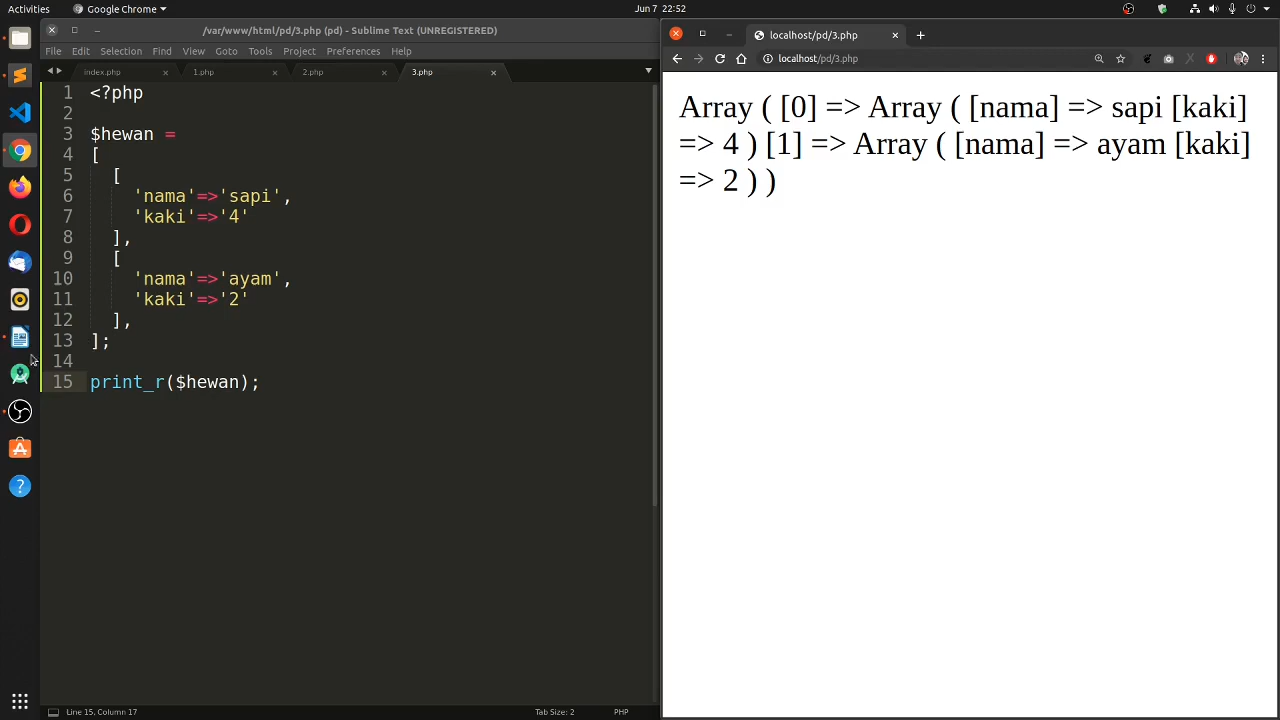 Activities
Google Chrome
Jun 7 22:52
/var/www/html/pd/3.php (pd) - Sublime Text (UNREGISTERED)
File Edit Selection Find View Goto Tools Project Preferences Help
index.php
1.php
2.php
3.php
1 <?php
2
3 $hewan =
4 [
5 [
6 'nama'=>'sapi',
7 'kaki'=>'4'
8 ],
9 [
10 'nama'=>'ayam',
11 'kaki'=>'2'
12 ],
13 ];
14
15 print_r($hewan);
Line 15, Column 17
Tab Size: 2
PHP
localhost/pd/3.php
localhost/pd/3.php
Array ( [0] => Array ( [nama] => sapi [kaki]
=> 4 ) [1] => Array ( [nama] => ayam [kaki]
=> 2 ) )